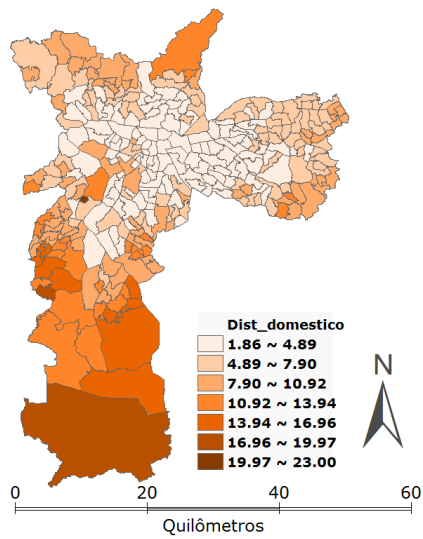 Dist_domestico
1.86 ~ 4.89
4.89 ~ 7.90
7.90 ~ 10.92
10.92 ~ 13.94
13.94 ~ 16.96
16.96 ~ 19.97
19.97 ~ 23.00
N
0 20 40 60
Quilômetros